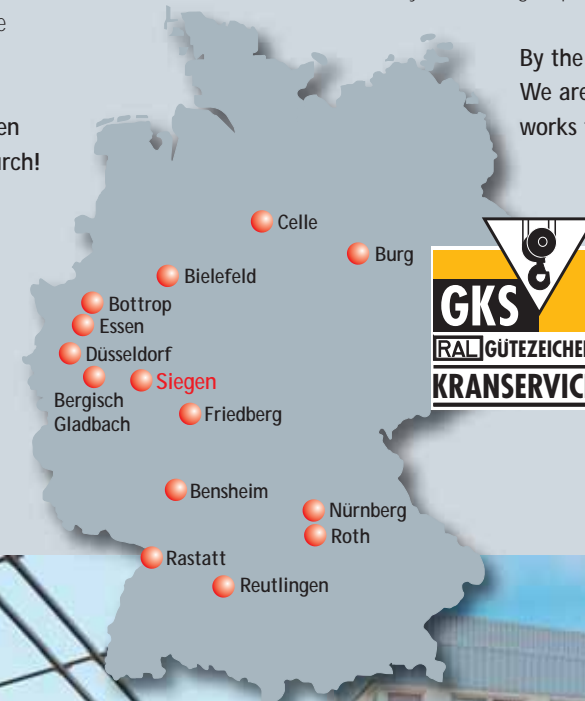 e
en
rch!
By the
We are
works
Celle
Burg
Bielefeld
Bottrop
Essen
Düsseldorf
Siegen
Bergisch
Gladbach
Friedberg
Bensheim
Nürnberg
Roth
Rastatt
Reutlingen
GKS
RAL GÜTEZEICHE
KRANSERVIC